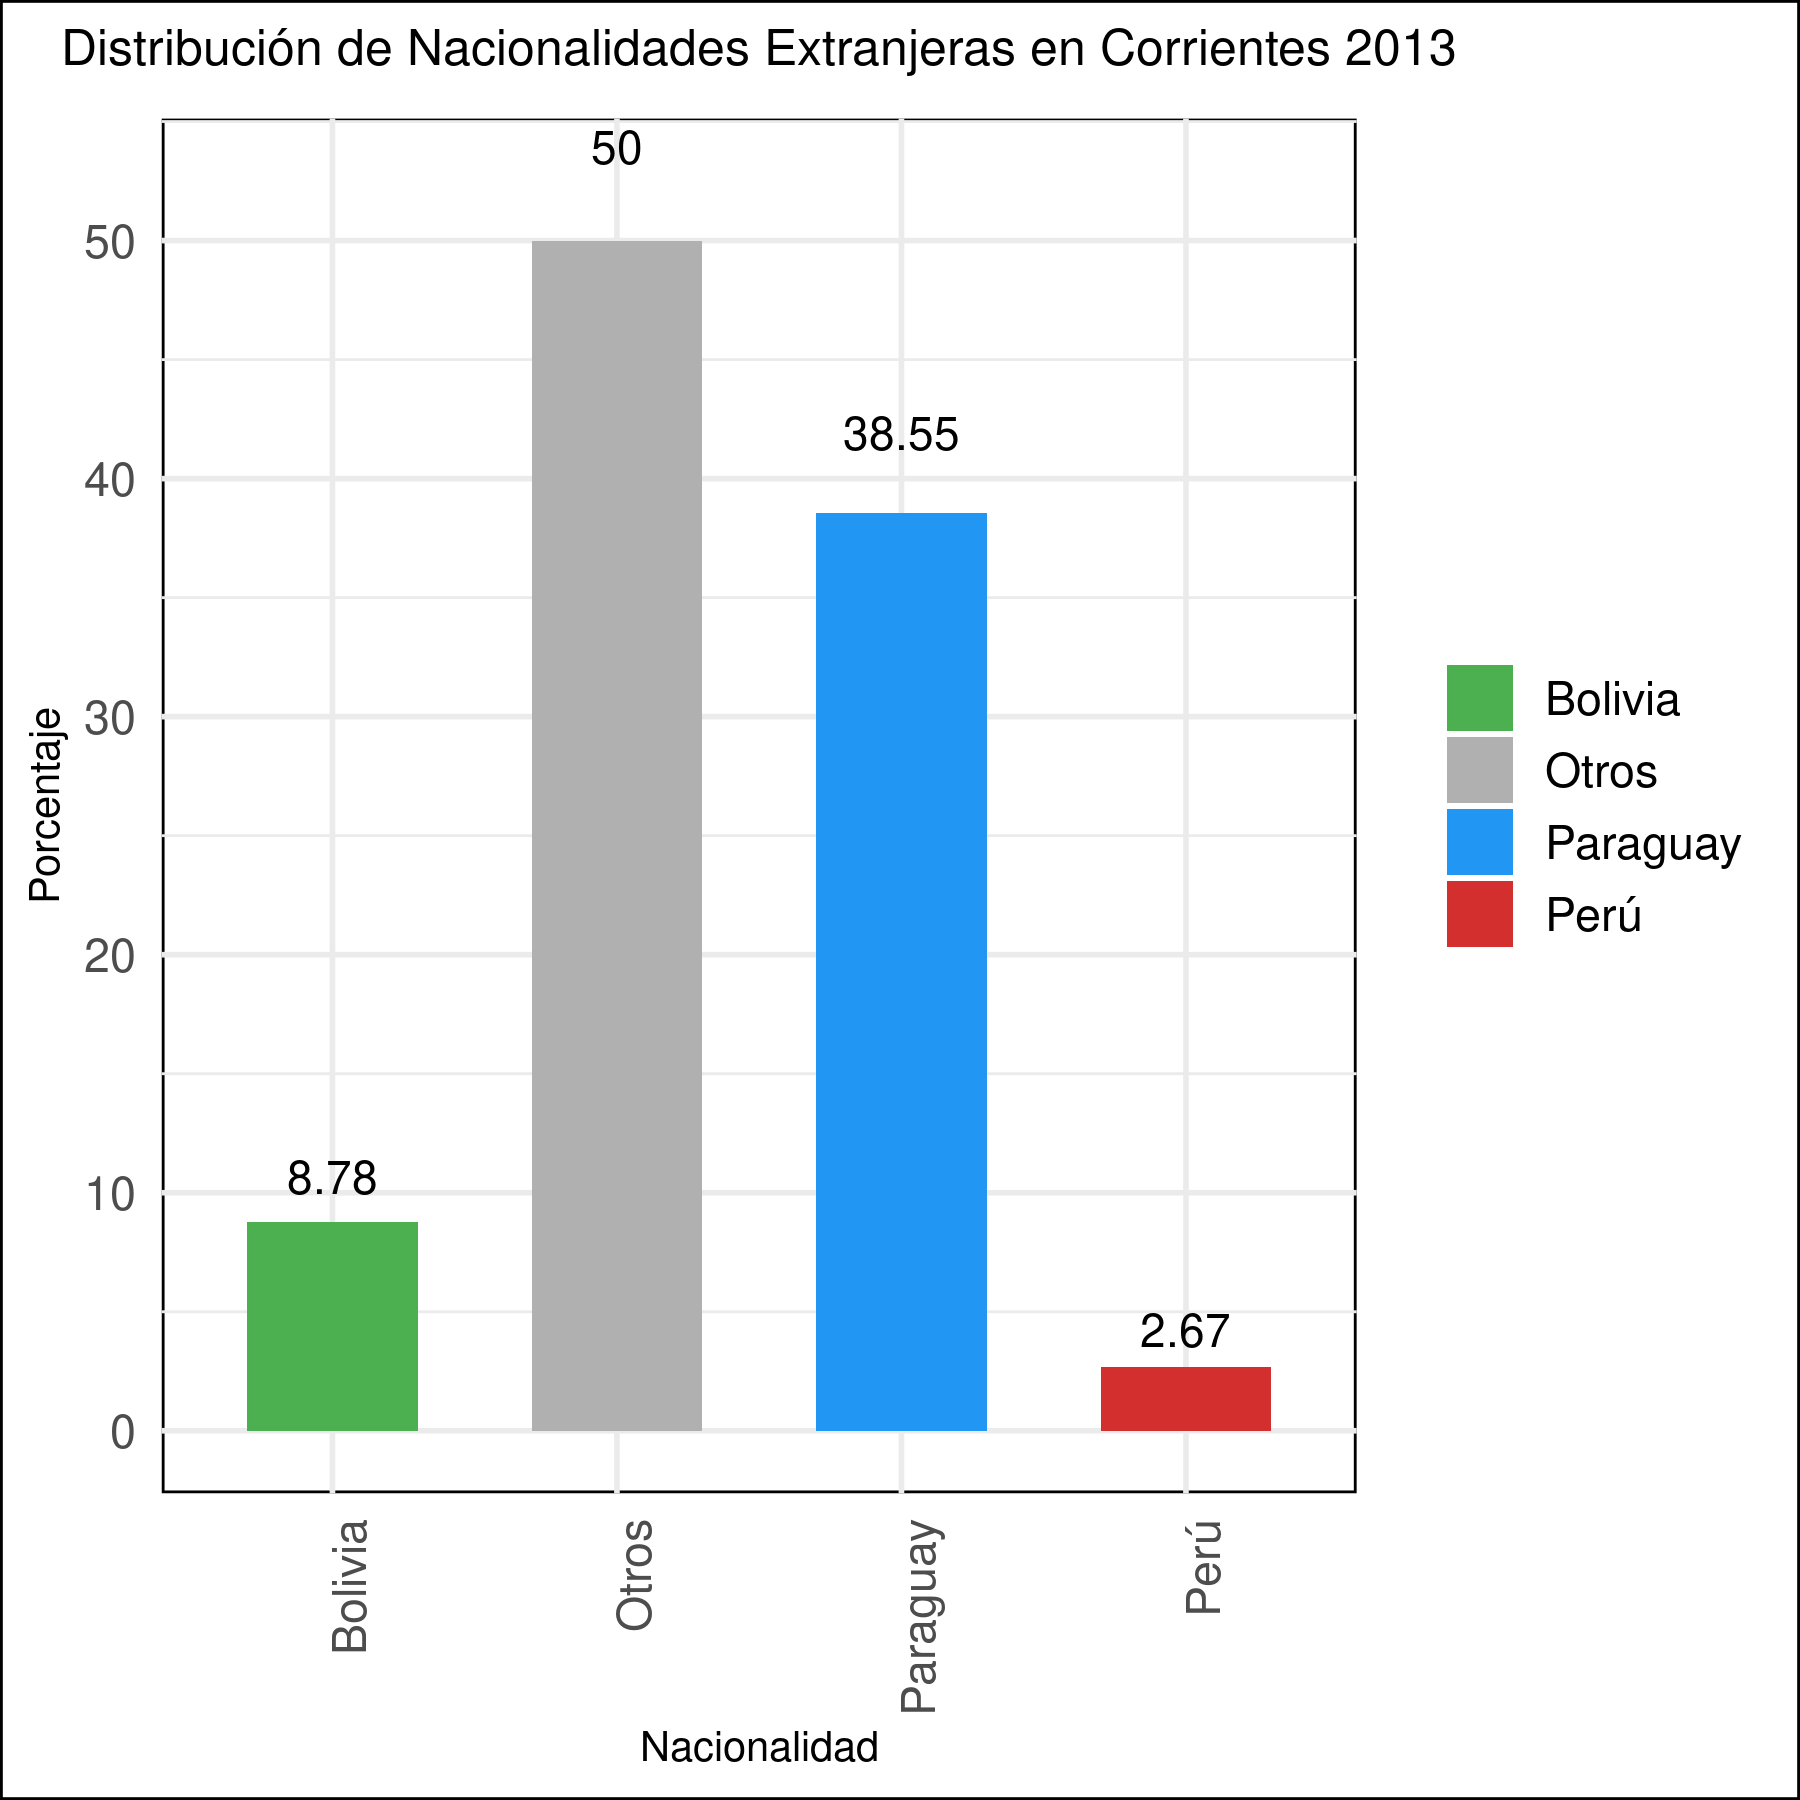 Distribución de Nacionalidades Extranjeras en Corrientes 2013
50
50
38.55
40
30
20
10
8.78
2.67
0
Porcentaje
Bolivia
Otros
Paraguay
Perú
Nacionalidad
Bolivia
Otros
Paraguay
Perú